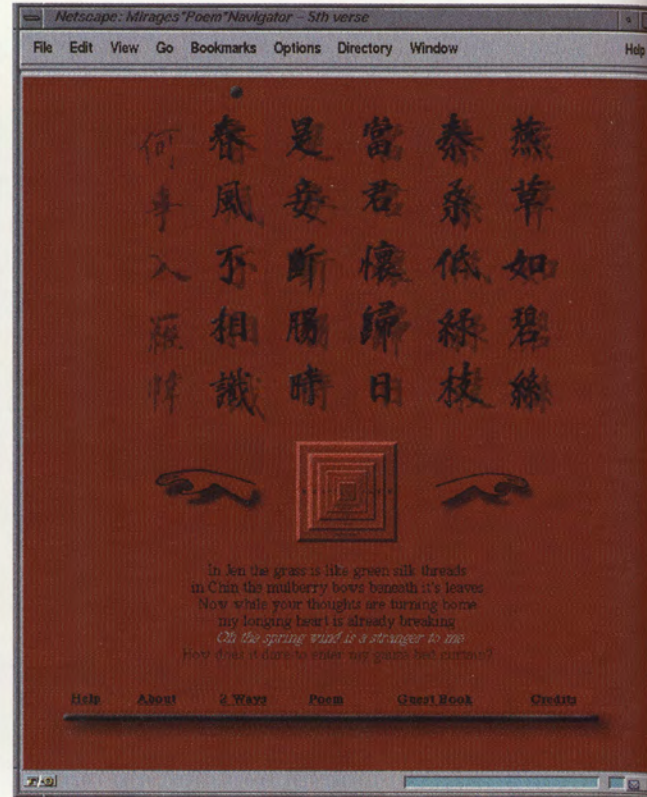 Netscape: Mirages "Poem" Navigator – 5th verse
File Edit View Go Bookmarks Options Directory Window Help
燕草如碧絲
秦桑低綠枝
當君懷歸日
是妾斷腸時
春風不相識
何事入羅幃
In Jen the grass is like green silk threads
in Chin the mulberry bows beneath it's leaves
Now while your thoughts are turning home
my longing heart is already breaking
Oh the spring wind is a stranger to me
How does it dare to enter my gauze bed curtain?
Help About 2 Ways Poem Guest Book Credits